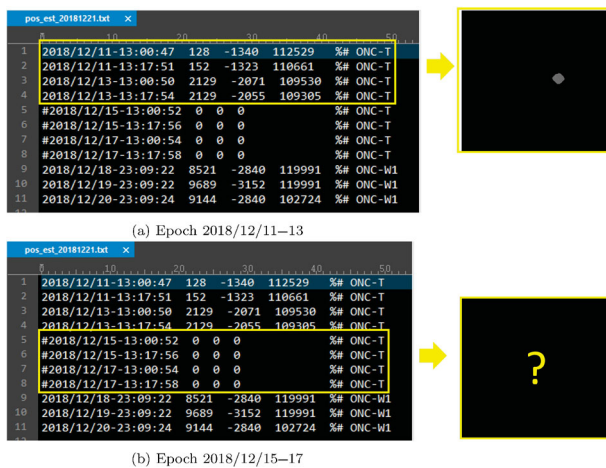 pos_est_20181221.txt ×
0 10 20 30 40 50
1 2018/12/11-13:00:47 128 -1340 112529 %# ONC-T
2 2018/12/11-13:17:51 152 -1323 110661 %# ONC-T
3 2018/12/13-13:00:50 2129 -2071 109530 %# ONC-T
4 2018/12/13-13:17:54 2129 -2055 109305 %# ONC-T
5 #2018/12/15-13:00:52 0 0 0 %# ONC-T
6 #2018/12/15-13:17:56 0 0 0 %# ONC-T
7 #2018/12/17-13:00:54 0 0 0 %# ONC-T
8 #2018/12/17-13:17:58 0 0 0 %# ONC-T
9 2018/12/18-23:09:22 8521 -2840 119991 %# ONC-W1
10 2018/12/19-23:09:22 9689 -3152 119991 %# ONC-W1
11 2018/12/20-23:09:24 9144 -2840 102724 %# ONC-W1
(a) Epoch 2018/12/11–13
pos_est_20181221.txt ×
0 10 20 30 40 50
1 2018/12/11-13:00:47 128 -1340 112529 %# ONC-T
2 2018/12/11-13:17:51 152 -1323 110661 %# ONC-T
3 2018/12/13-13:00:50 2129 -2071 109530 %# ONC-T
4 2018/12/13-13:17:54 2129 -2055 109305 %# ONC-T
5 #2018/12/15-13:00:52 0 0 0 %# ONC-T
6 #2018/12/15-13:17:56 0 0 0 %# ONC-T
7 #2018/12/17-13:00:54 0 0 0 %# ONC-T
8 #2018/12/17-13:17:58 0 0 0 %# ONC-T
9 2018/12/18-23:09:22 8521 -2840 119991 %# ONC-W1
10 2018/12/19-23:09:22 9689 -3152 119991 %# ONC-W1
11 2018/12/20-23:09:24 9144 -2840 102724 %# ONC-W1
?
(b) Epoch 2018/12/15–17